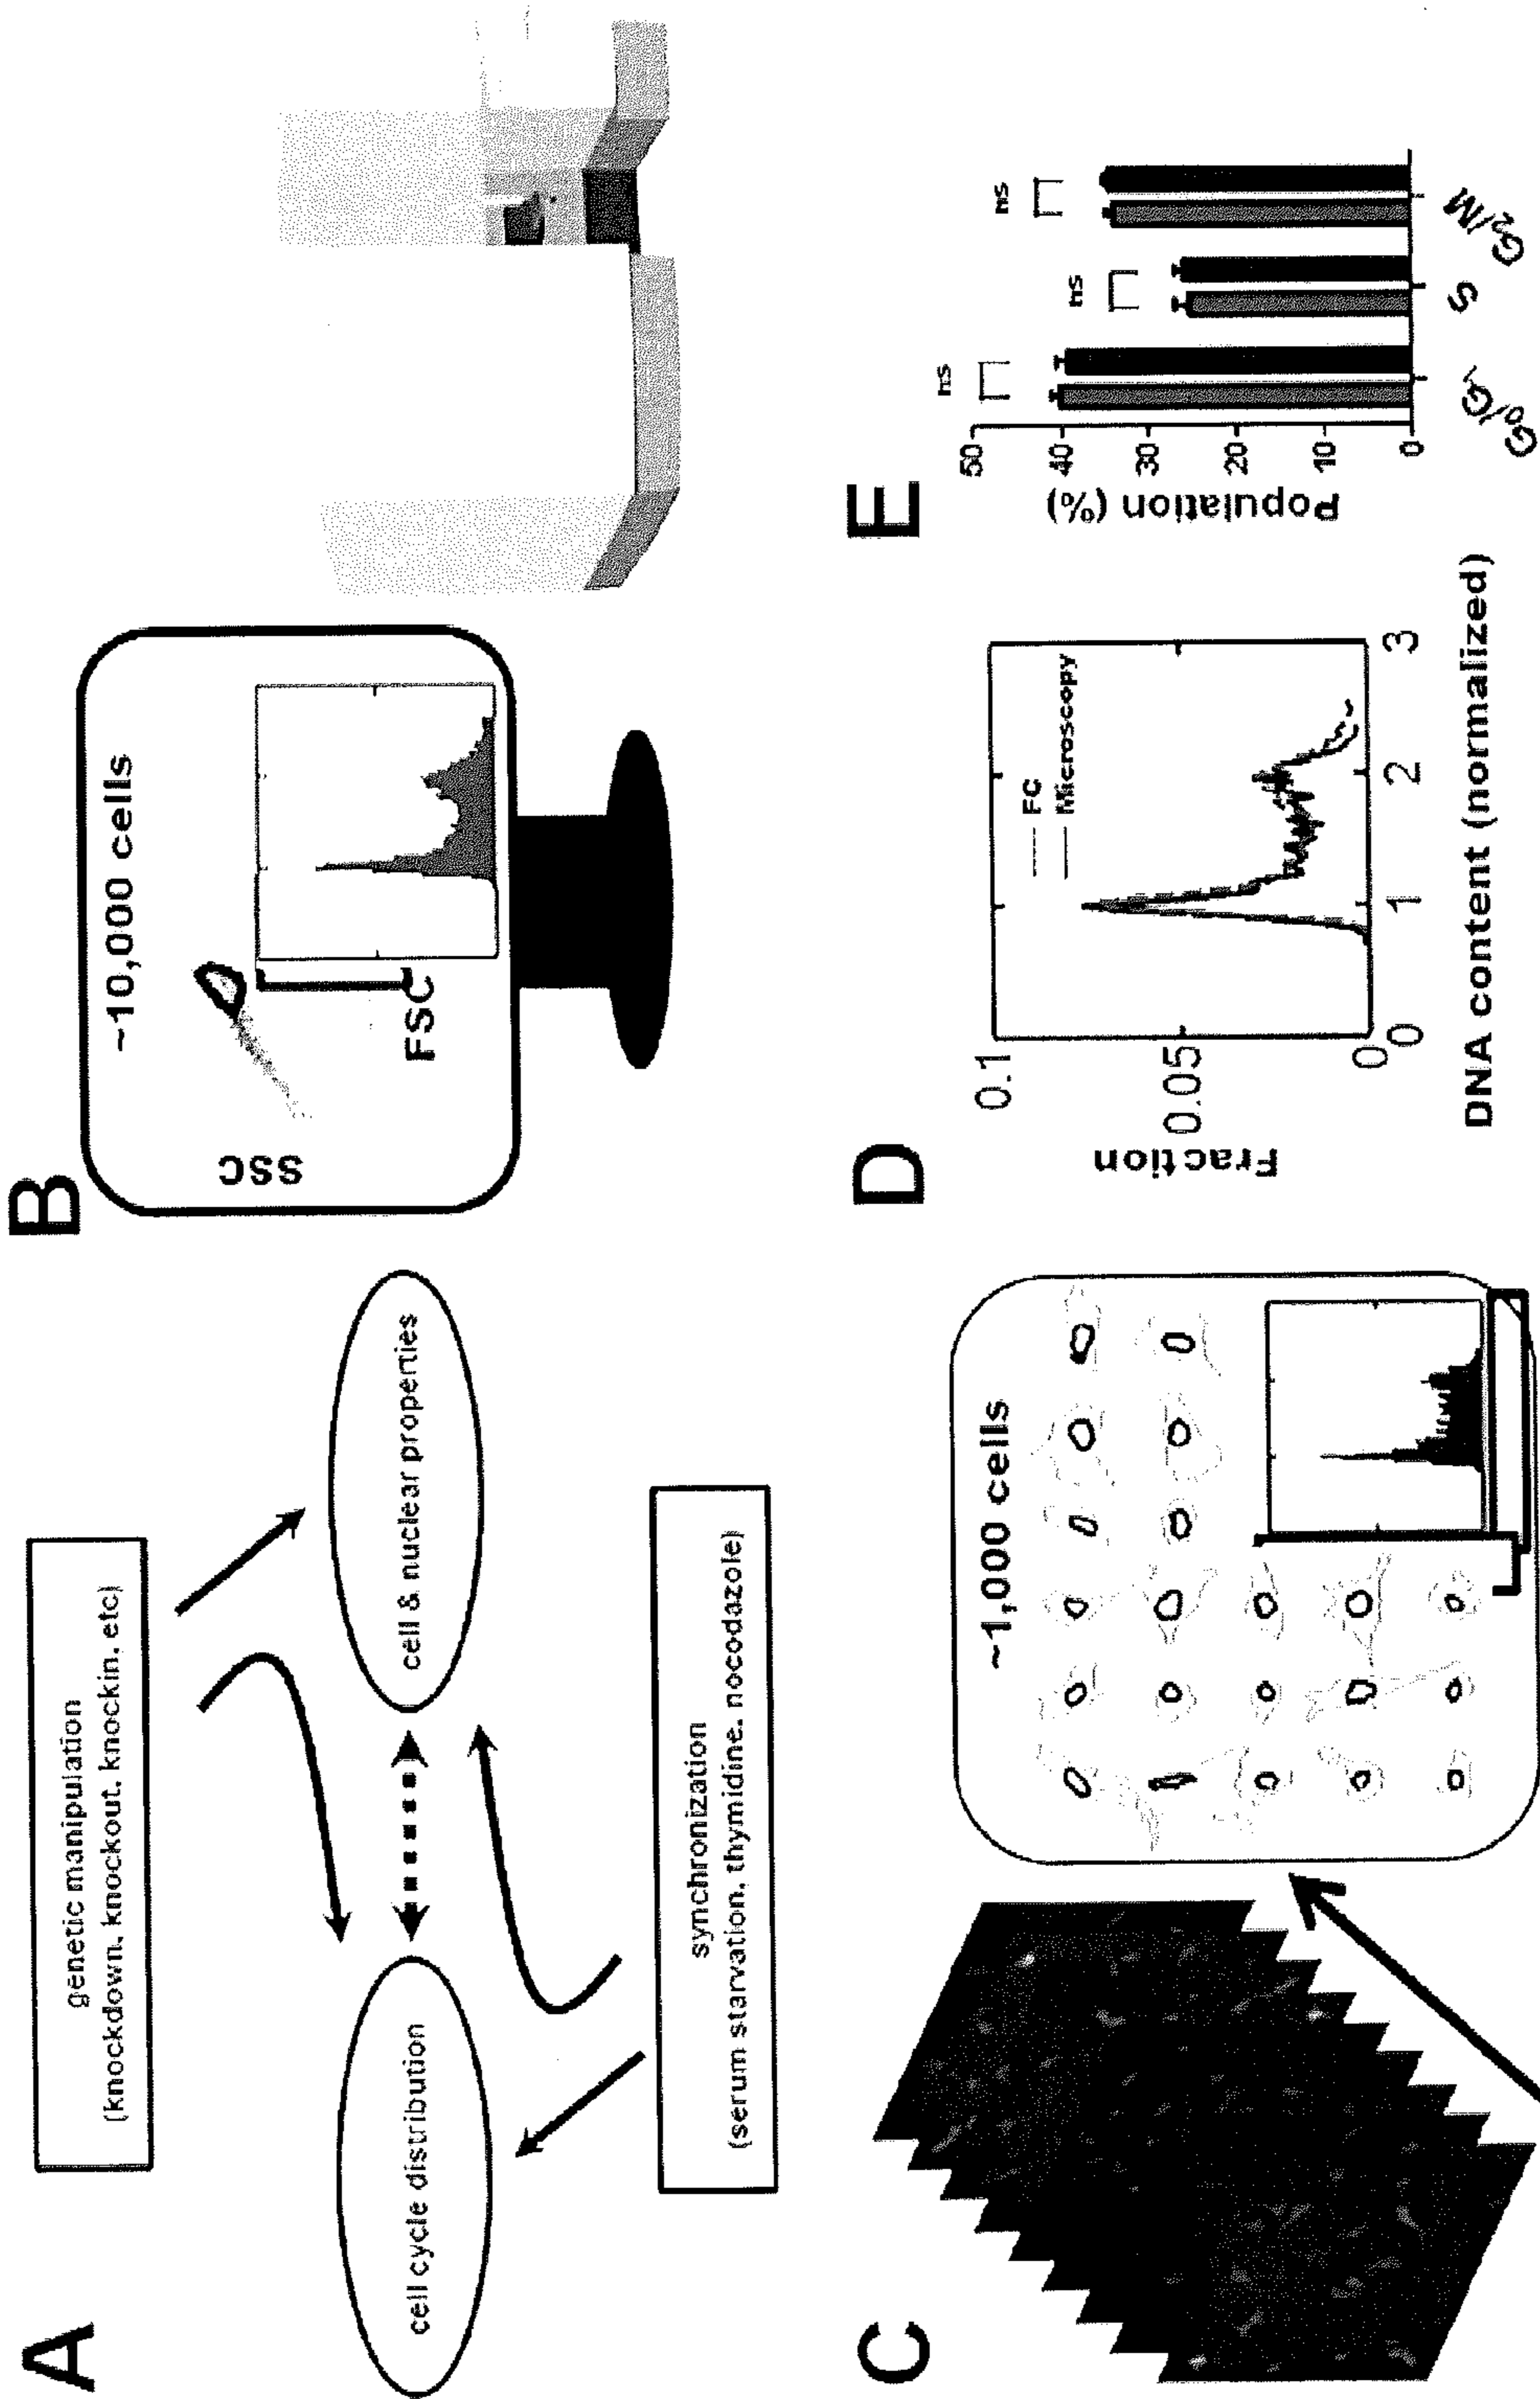 A
genetic manipulation
(knockdown, knockout, knockin, etc)
cell cycle distribution
cell & nuclear properties
synchronization
(serum starvation, thymidine, nocodazole)
B
~10,000 cells
SSC
FSC
C
~1,000 cells
D
Fraction
0.1
0.05
0
FC
Microscopy
0 1 2 3
DNA content (normalized)
E
Population (%)
50
40
30
20
10
0
ns
ns
ns
G0/G1
S
G2/M